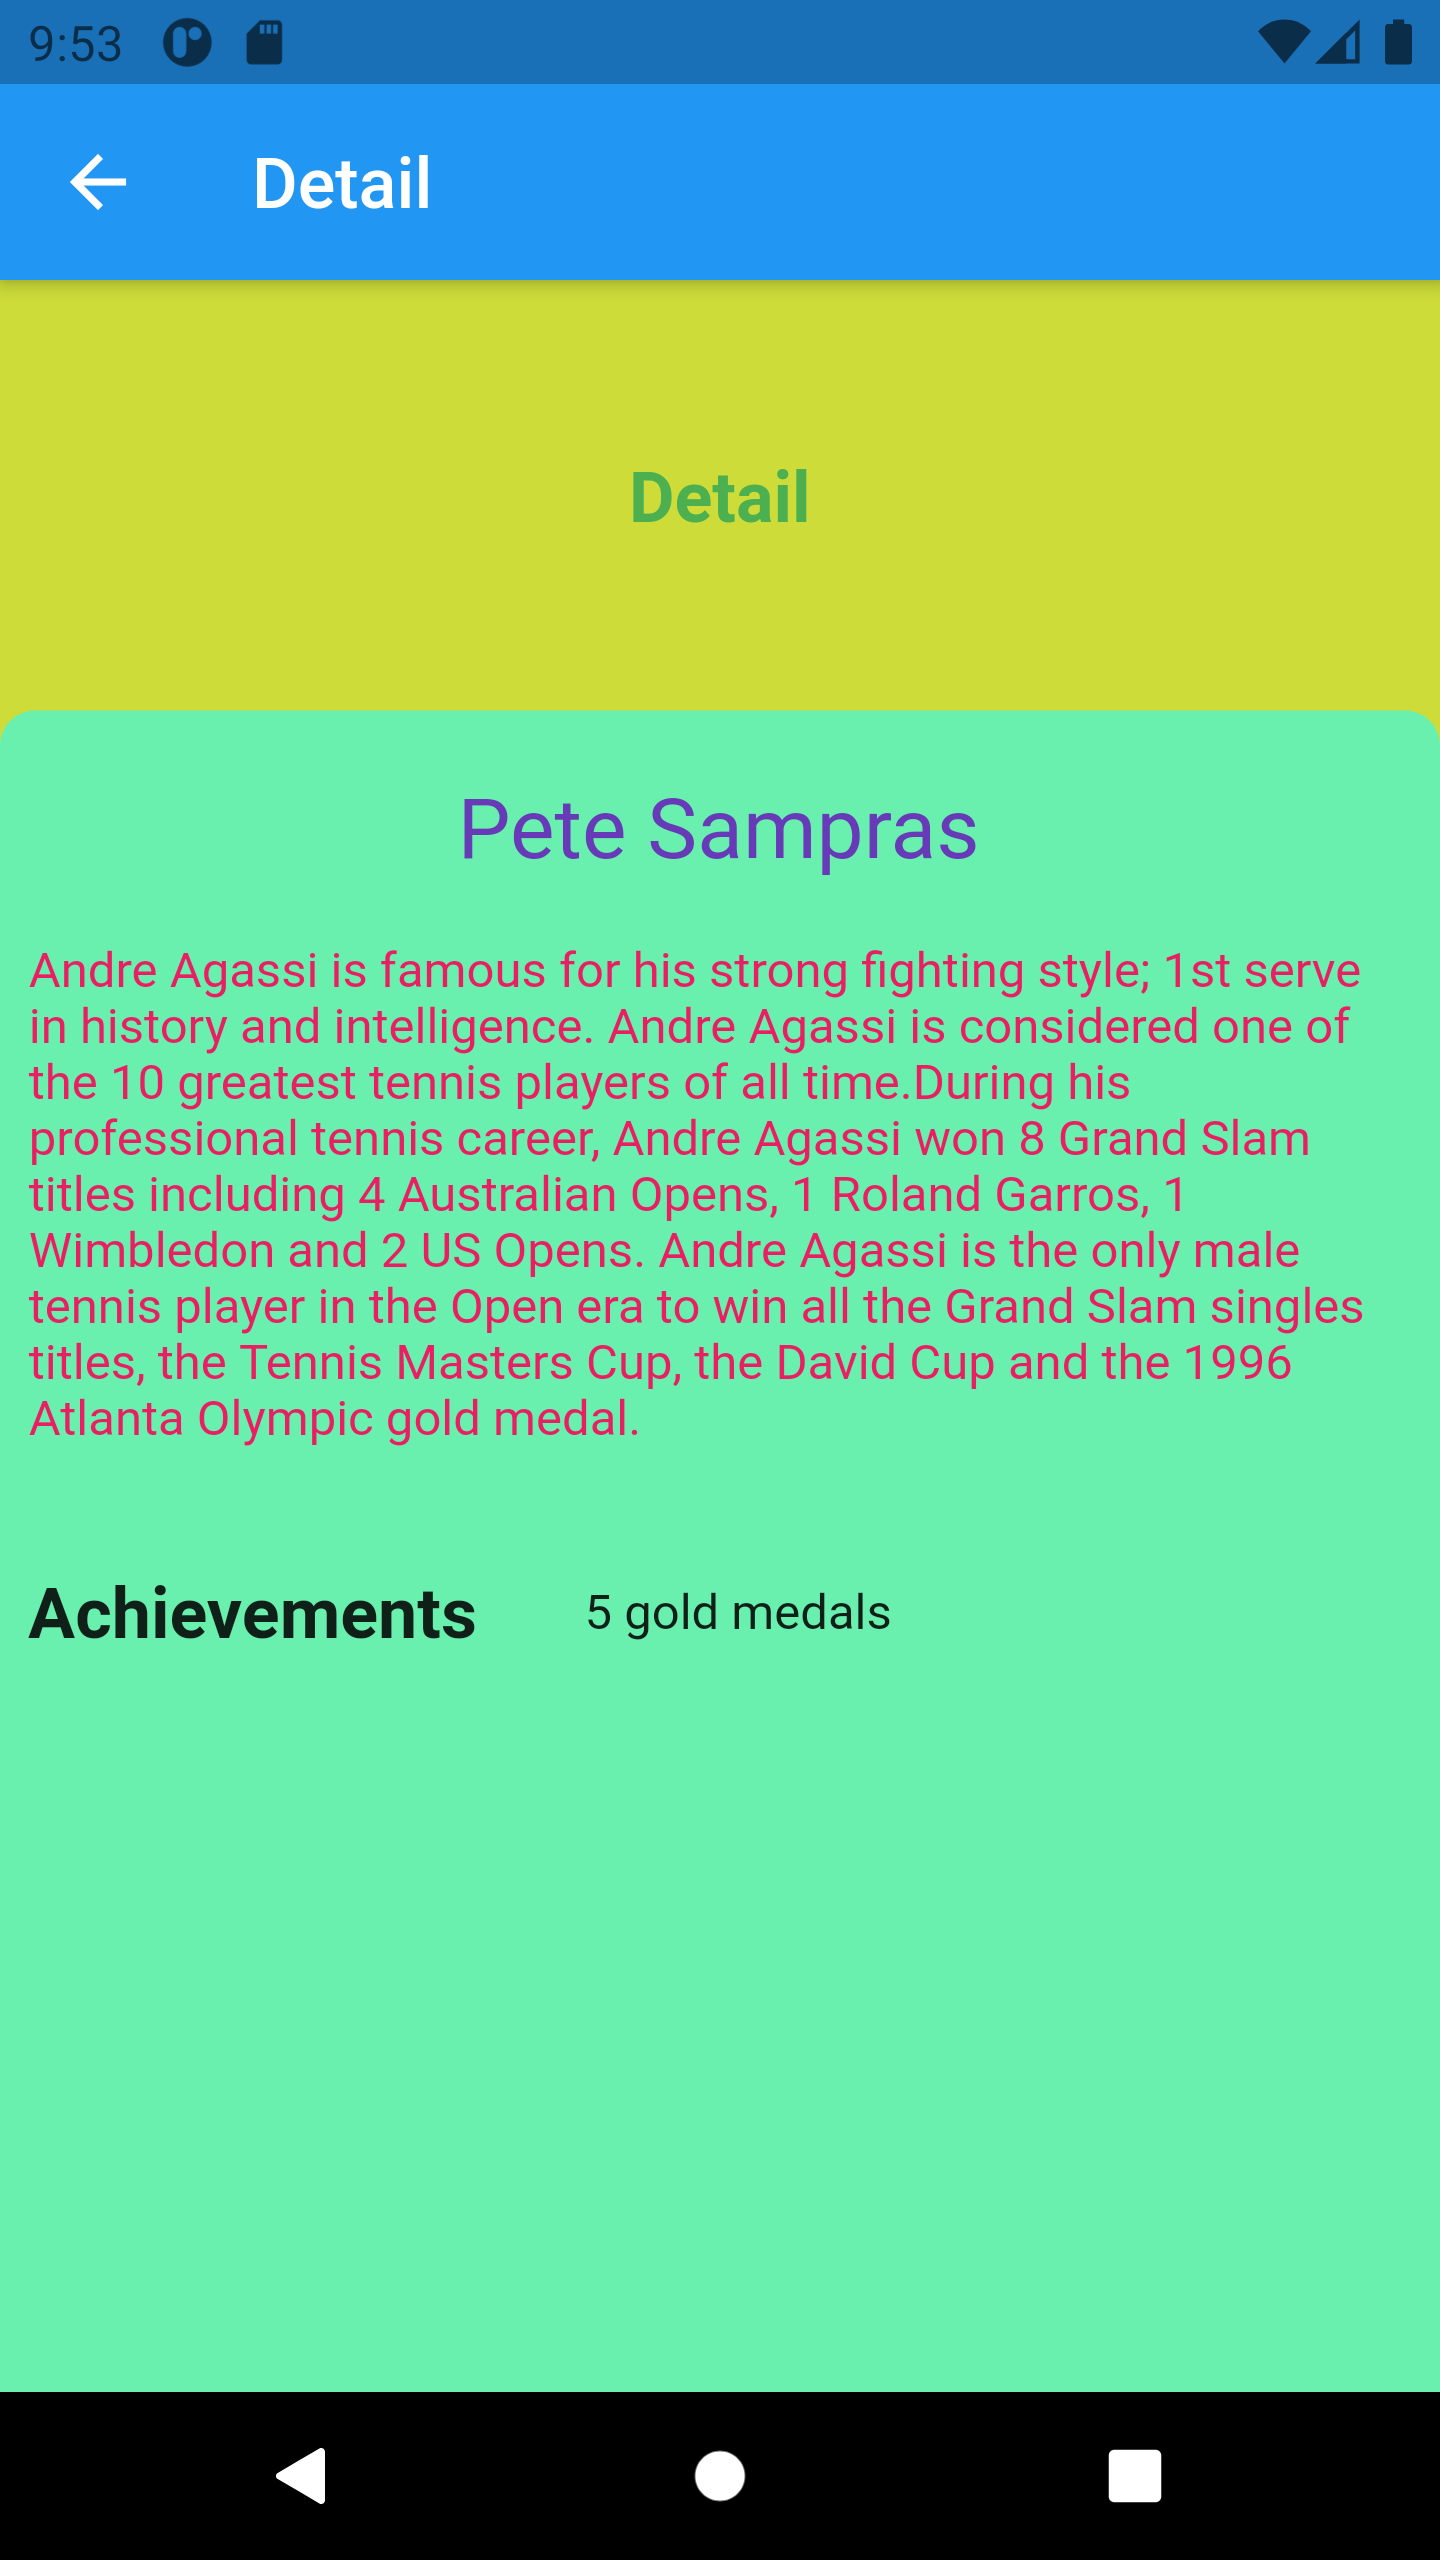 9:53
Detail
Detail
Pete Sampras
Andre Agassi is famous for his strong fighting style; 1st serve
in history and intelligence. Andre Agassi is considered one of
the 10 greatest tennis players of all time.During his
professional tennis career, Andre Agassi won 8 Grand Slam
titles including 4 Australian Opens, 1 Roland Garros, 1
Wimbledon and 2 US Opens. Andre Agassi is the only male
tennis player in the Open era to win all the Grand Slam singles
titles, the Tennis Masters Cup, the David Cup and the 1996
Atlanta Olympic gold medal.
Achievements 5 gold medals